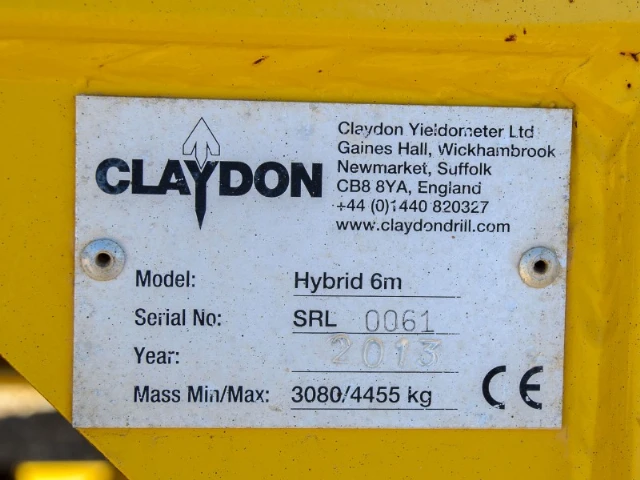 CLAYDON
Claydon Yieldometer Ltd
Gaines Hall, Wickhambrook
Newmarket, Suffolk
CB8 8YA, England
+44 (0)1440 820327
www.claydondrill.com
Model: Hybrid 6m
Serial No: SRL 0061
Year: 2013
Mass Min/Max: 3080/4455 kg
CE